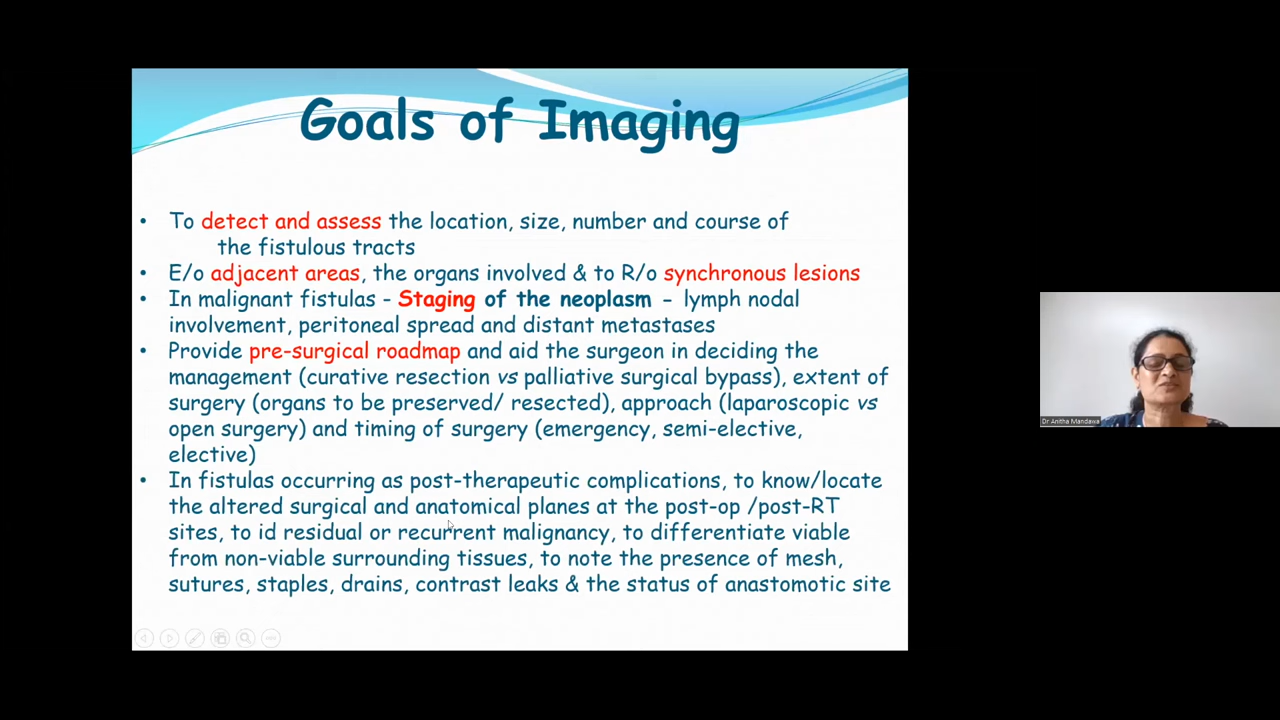 Goals of Imaging
• To detect and assess the location, size, number and course of
the fistulous tracts
• E/o adjacent areas, the organs involved & to R/o synchronous lesions
• In malignant fistulas - Staging of the neoplasm – lymph nodal
involvement, peritoneal spread and distant metastases
• Provide pre-surgical roadmap and aid the surgeon in deciding the
management (curative resection vs palliative surgical bypass), extent of
surgery (organs to be preserved/ resected), approach (laparoscopic vs
open surgery) and timing of surgery (emergency, semi-elective,
elective)
• In fistulas occurring as post-therapeutic complications, to know/locate
the altered surgical and anatomical planes at the post-op /post-RT
sites, to id residual or recurrent malignancy, to differentiate viable
from non-viable surrounding tissues, to note the presence of mesh,
sutures, staples, drains, contrast leaks & the status of anastomotic site
Dr Anitha Mandava